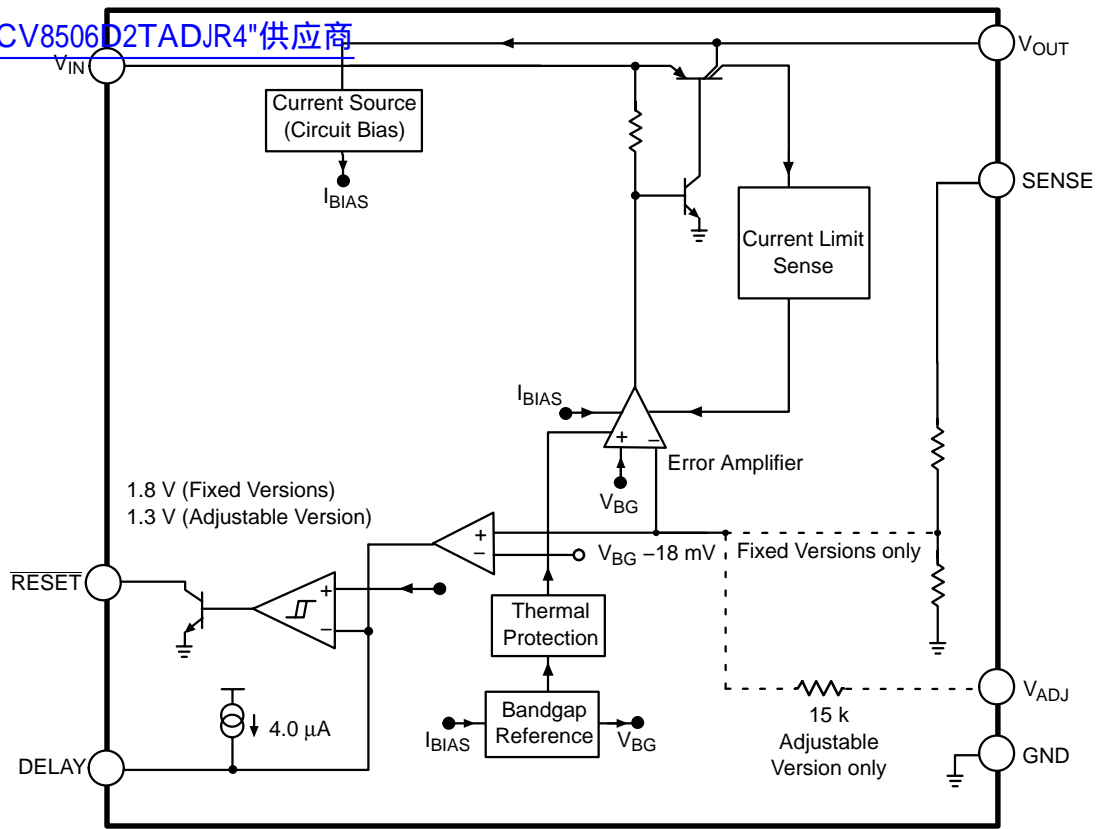 CV8506D2TADJR4"供应商
VIN
VOUT
Current Source
(Circuit Bias)
IBIAS
SENSE
Current Limit
Sense
IBIAS
+ −
Error Amplifier
VBG
1.8 V (Fixed Versions)
1.3 V (Adjustable Version)
+
−
VBG −18 mV
Fixed Versions only
RESET
+
−
Thermal
Protection
VADJ
15 k
Adjustable
Version only
4.0 μA
IBIAS
Bandgap
Reference
VBG
DELAY
GND